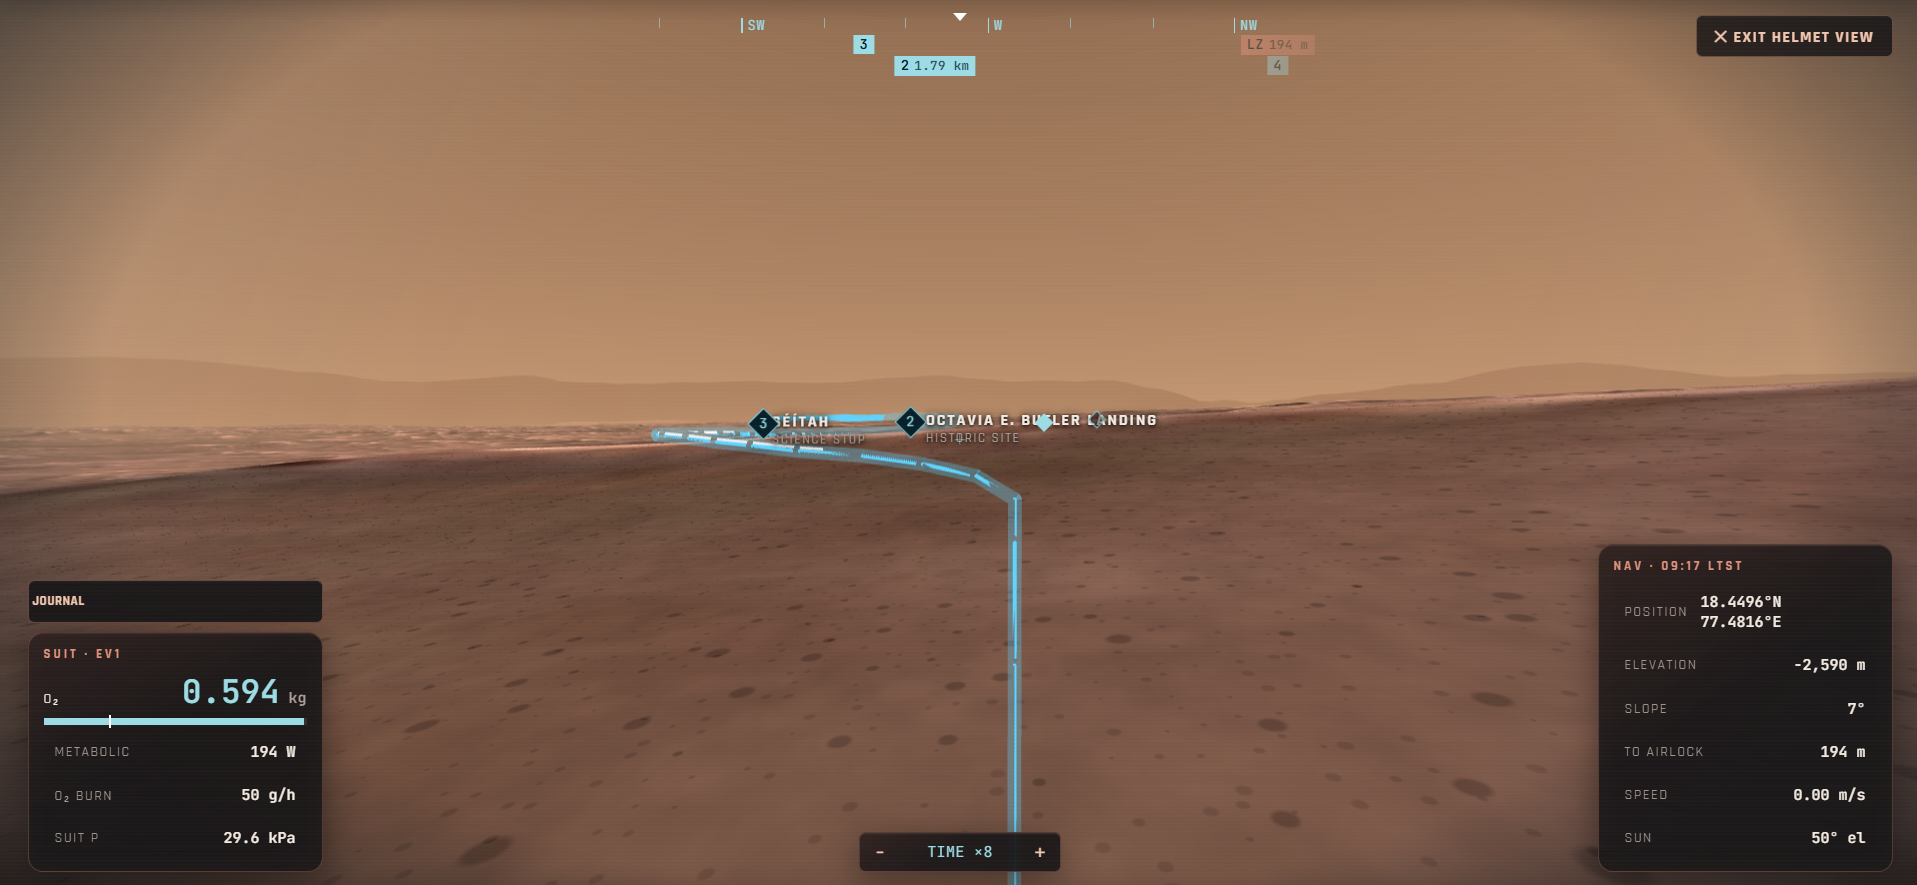 SW
W
NW
3
LZ 194 m
2 1.79 km
4
EXIT HELMET VIEW
3
SÉÍTAH
SCIENCE STOP
2
OCTAVIA E. BUTLER LANDING
HISTORIC SITE
JOURNAL
SUIT · EV1
O₂ 0.594 kg
METABOLIC 194 W
O₂ BURN 50 g/h
SUIT P 29.6 kPa
TIME ×8
NAV · 09:17 LTST
POSITION 18.4496°N
77.4816°E
ELEVATION -2,590 m
SLOPE 7°
TO AIRLOCK 194 m
SPEED 0.00 m/s
SUN 50° el